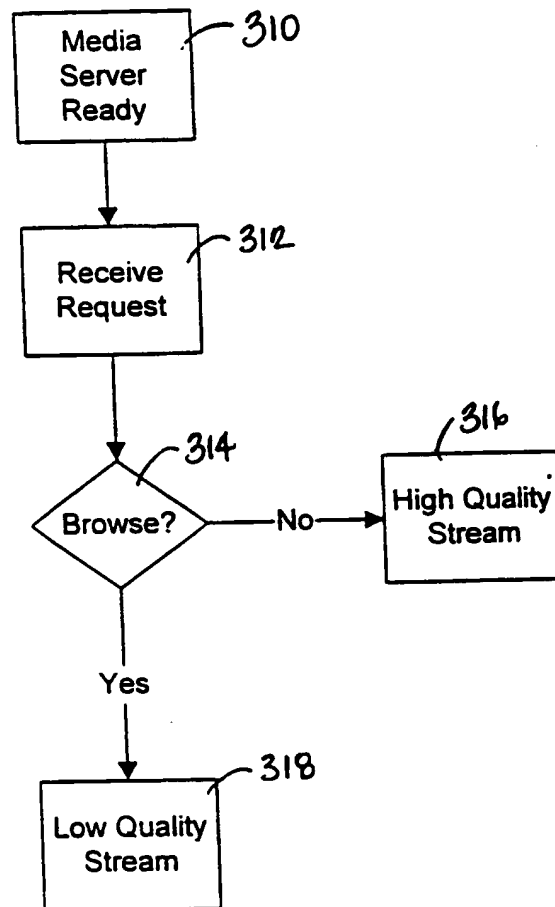 310
Media
Server
Ready
312
Receive
Request
314
Browse?
No
316
High Quality
Stream
Yes
318
Low Quality
Stream